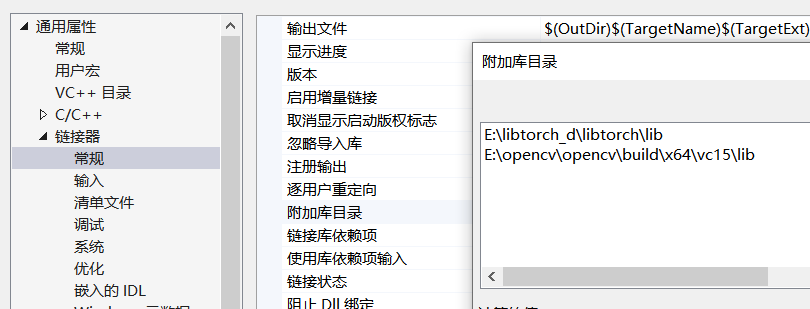 通用属性
常规
用户宏
VC++ 目录
C/C++
链接器
常规
输入
清单文件
调试
系统
优化
嵌入的 IDL
输出文件
$(OutDir)$(TargetName)$(TargetExt)
显示进度
版本
启用增量链接
取消显示启动版权标志
忽略导入库
注册输出
逐用户重定向
附加库目录
链接库依赖项
使用库依赖项输入
链接状态
阻止 Dll 绑定
附加库目录
E:\libtorch_d\libtorch\lib
E:\opencv\opencv\build\x64\vc15\lib